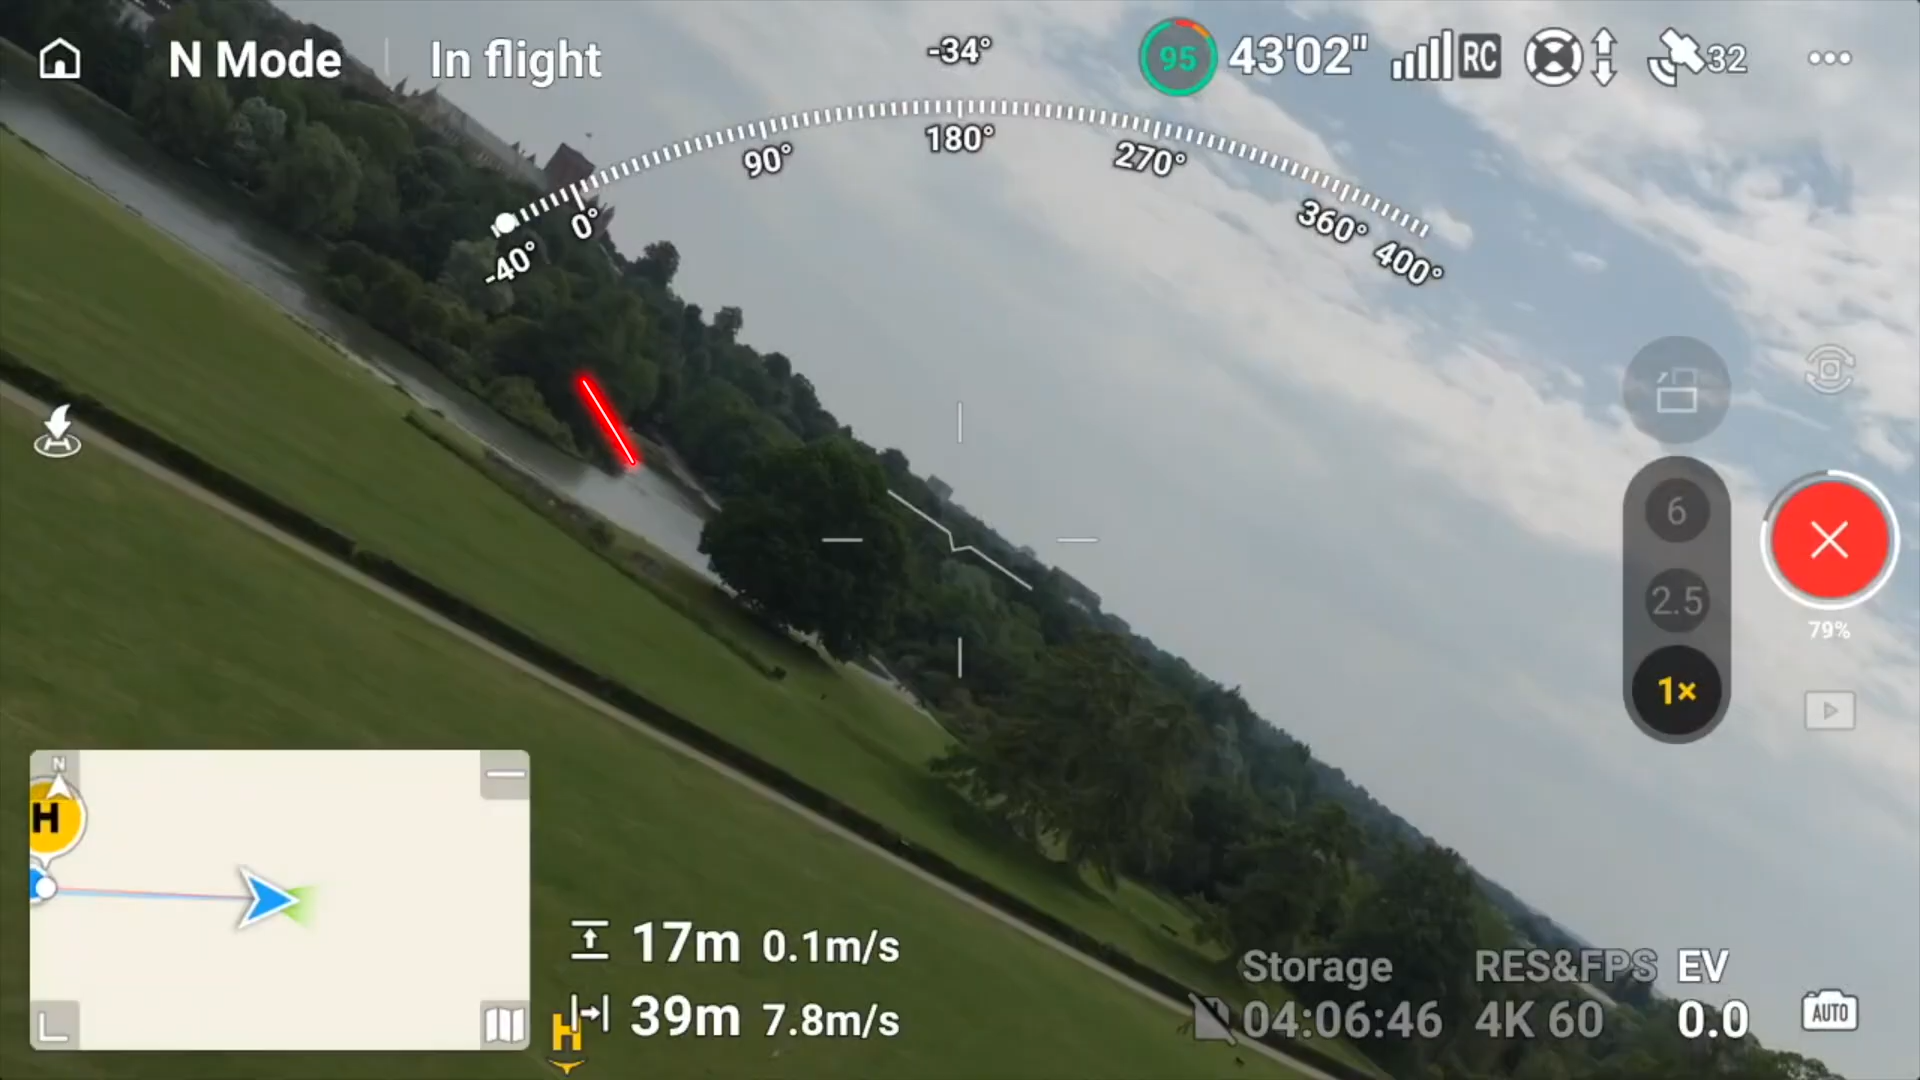 N Mode
In flight
-34°
95
43'02"
RC
32
-40°
0°
90°
180°
270°
360°
400°
6
2.5
1×
79%
N
H
17m 0.1m/s
39m 7.8m/s
H
Storage
04:06:46
RES&FPS
4K 60
EV
0.0
AUTO